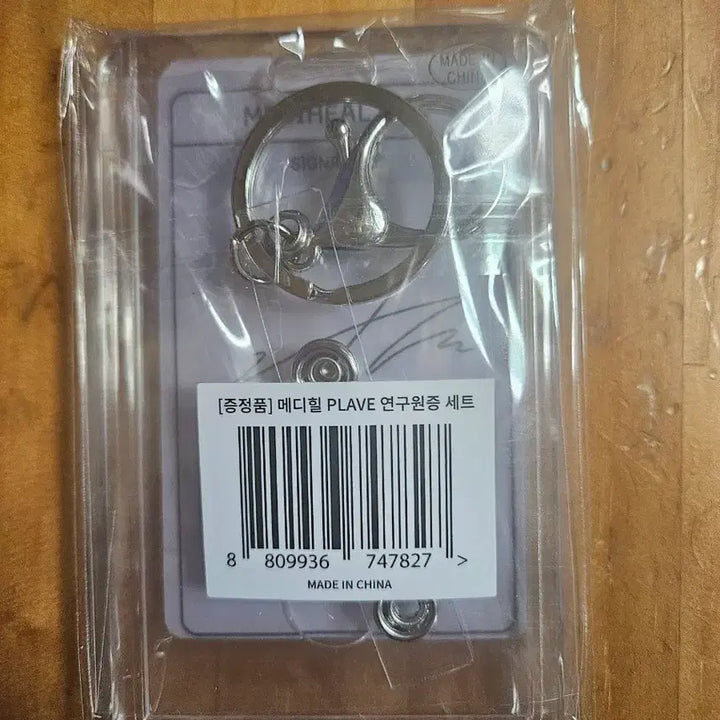 MADE IN
CHINA
MEDIHEAL
[증정품] 메디힐 PLAVE 연구원증 세트
8 809936 747827 >
MADE IN CHINA